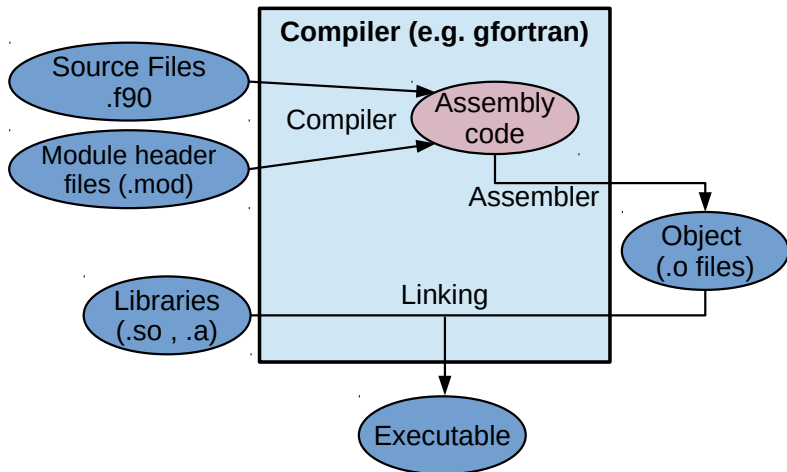 Compiler (e.g. gfortran)
Source Files
.f90
Assembly
code
Compiler
Module header
files (.mod)
Assembler
Object
(.o files)
Libraries
(.so , .a)
Linking
Executable